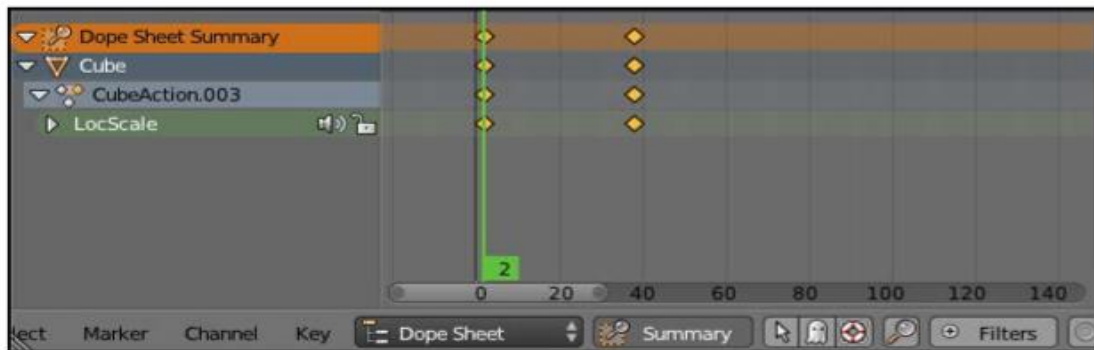 Dope Sheet Summary
Cube
CubeAction.003
LocScale
2
0 20 40 60 80 100 120 140
lect Marker Channel Key Dope Sheet Summary Filters